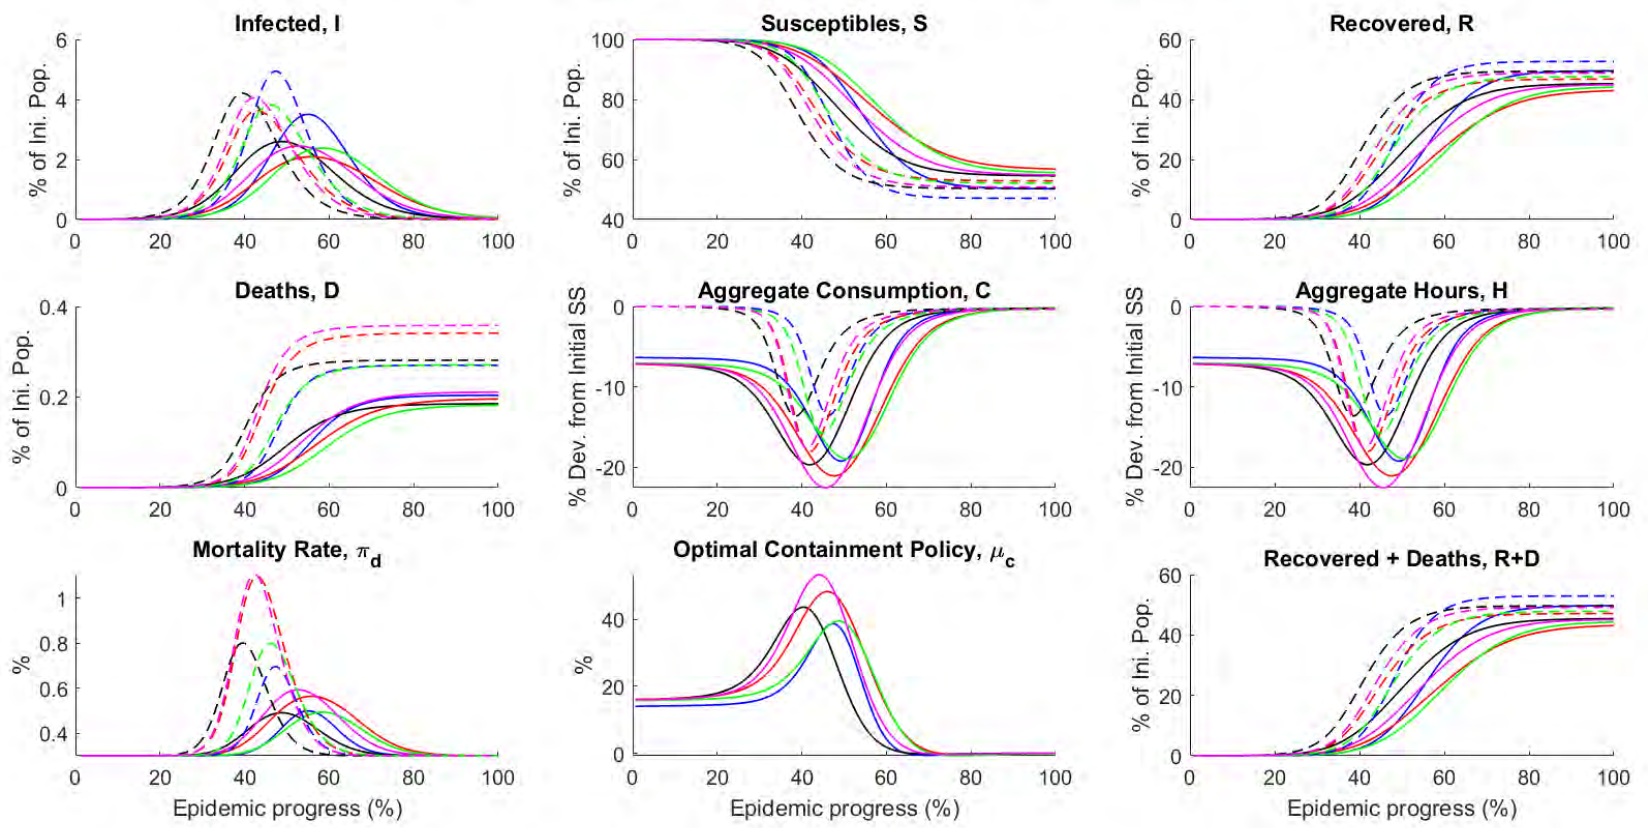 Infected, I
% of Ini. Pop.
6
4
2
0
0 20 40 60 80 100
Susceptibles, S
% of Ini. Pop.
100
80
60
40
0 20 40 60 80 100
Recovered, R
% of Ini. Pop.
60
40
20
0
0 20 40 60 80 100
Deaths, D
% of Ini. Pop.
0.4
0.2
0
0 20 40 60 80 100
Aggregate Consumption, C
% Dev. from Initial SS
0
-10
-20
0 20 40 60 80 100
Aggregate Hours, H
% Dev. from Initial SS
0
-10
-20
0 20 40 60 80 100
Mortality Rate, π_d
%
1
0.8
0.6
0.4
0 20 40 60 80 100
Epidemic progress (%)
Optimal Containment Policy, μ_c
%
40
20
0
0 20 40 60 80 100
Epidemic progress (%)
Recovered + Deaths, R+D
% of Ini. Pop.
60
40
20
0
0 20 40 60 80 100
Epidemic progress (%)